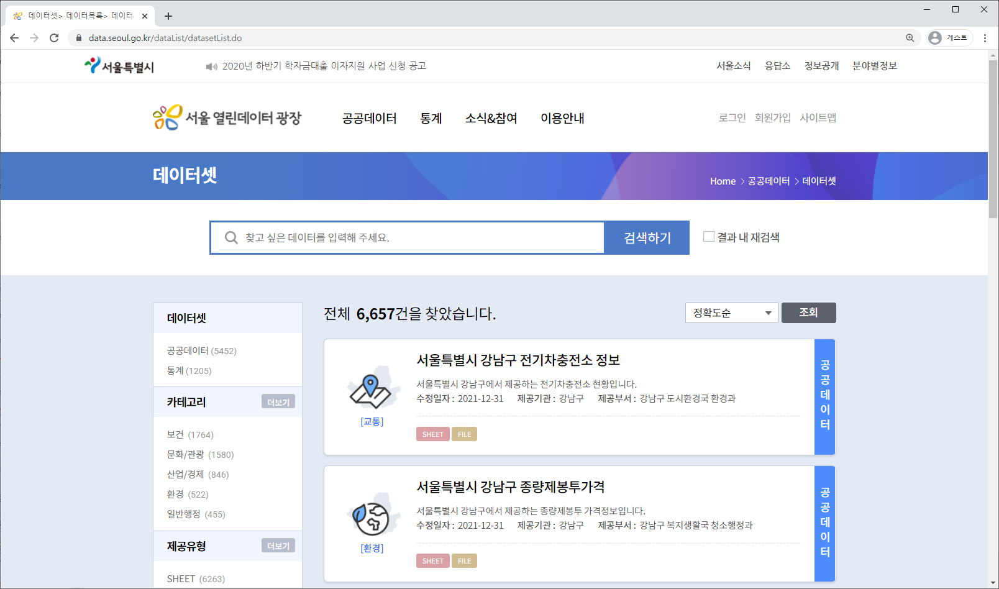 데이터셋> 데이터목록> 데이터
data.seoul.go.kr/dataList/datasetList.do
게스트
서울특별시
2020년 하반기 학자금대출 이자지원 사업 신청 공고
서울소식 응답소 정보공개 분야별정보
서울 열린데이터 광장
공공데이터 통계 소식&참여 이용안내
로그인 회원가입 사이트맵
데이터셋
Home > 공공데이터 > 데이터셋
찾고 싶은 데이터를 입력해 주세요.
검색하기
결과 내 재검색
데이터셋
공공데이터 (5452)
통계 (1205)
카테고리 더보기
보건 (1764)
문화/관광 (1580)
산업/경제 (846)
환경 (522)
일반행정 (455)
제공유형 더보기
SHEET (6263)
전체 6,657건을 찾았습니다.
정확도순
조회
서울특별시 강남구 전기차충전소 정보
서울특별시 강남구에서 제공하는 전기차충전소 현황입니다.
수정일자 : 2021-12-31 제공기관 : 강남구 제공부서 : 강남구 도시환경국 환경과
[교통]
SHEET FILE
공공데이터
서울특별시 강남구 종량제봉투가격
서울특별시 강남구에서 제공하는 종량제봉투 가격정보입니다.
수정일자 : 2021-12-31 제공기관 : 강남구 제공부서 : 강남구 복지생활국 청소행정과
[환경]
SHEET FILE
공공데이터